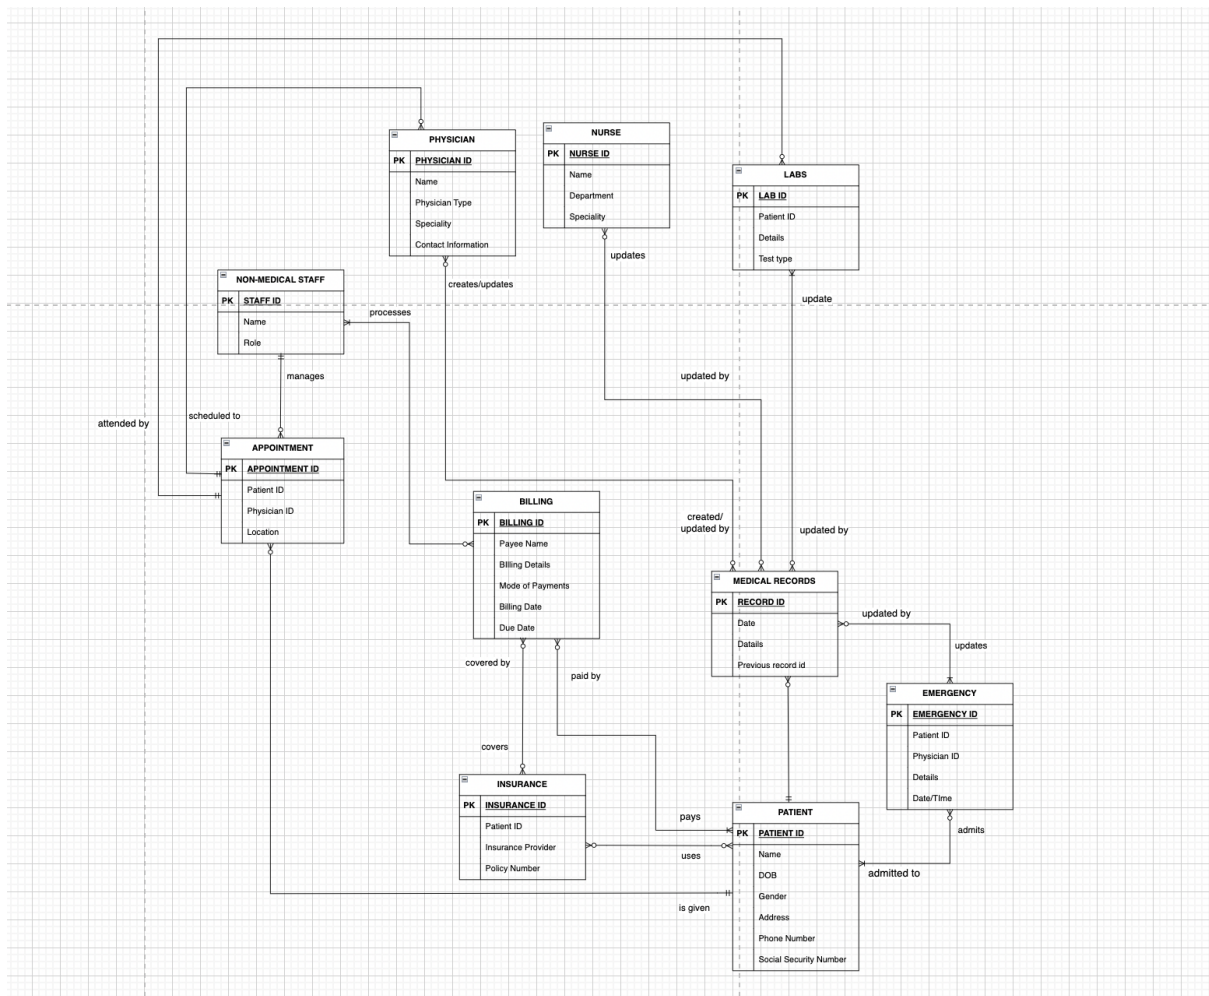 PHYSICIAN
PK PHYSICIAN ID
Name
Physician Type
Speciality
Contact Information
NURSE
PK NURSE ID
Name
Department
Speciality
LABS
PK LAB ID
Patient ID
Details
Test type
updates
creates/updates
update
NON-MEDICAL STAFF
PK STAFF ID
Name
Role
processes
manages
updated by
attended by
scheduled to
APPOINTMENT
PK APPOINTMENT ID
Patient ID
Physician ID
Location
BILLING
PK BILLING ID
Payee Name
BIlling Details
Mode of Payments
Billing Date
Due Date
created/
updated by
updated by
MEDICAL RECORDS
PK RECORD ID
Date
Datails
Previous record id
updated by
updates
covered by
paid by
EMERGENCY
PK EMERGENCY ID
Patient ID
Physician ID
Details
Date/TIme
covers
INSURANCE
PK INSURANCE ID
Patient ID
Insurance Provider
Policy Number
pays
uses
is given
PATIENT
PK PATIENT ID
Name
DOB
Gender
Address
Phone Number
Social Security Number
admits
admitted to